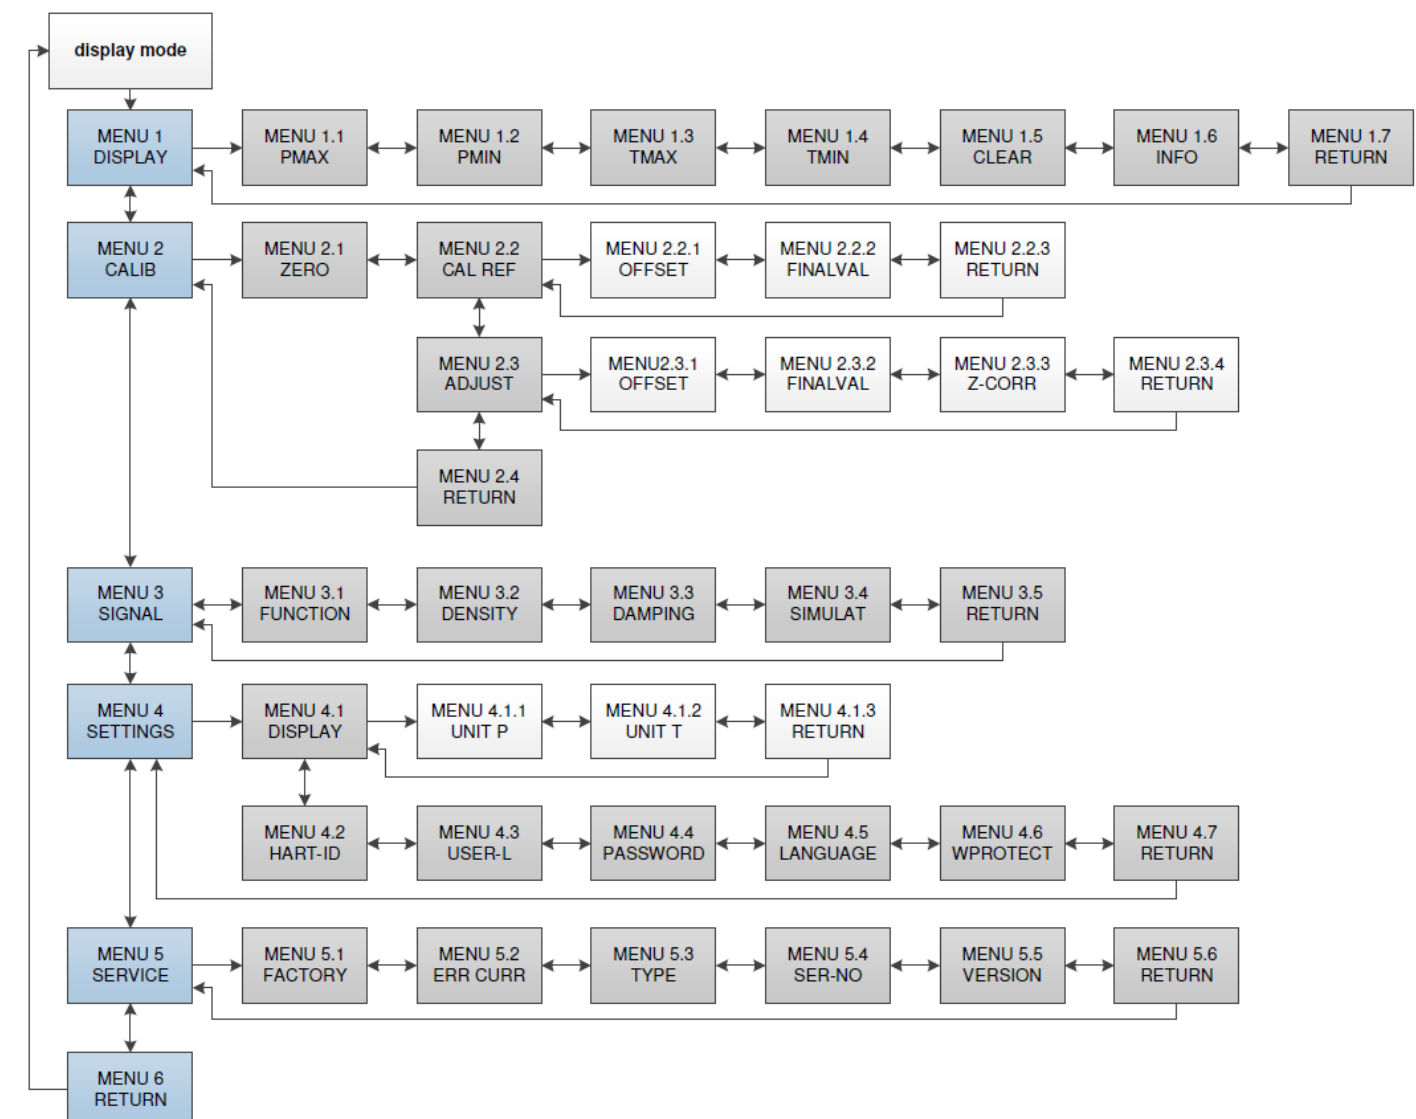 display mode
MENU 1
DISPLAY
MENU 1.1
PMAX
MENU 1.2
PMIN
MENU 1.3
TMAX
MENU 1.4
TMIN
MENU 1.5
CLEAR
MENU 1.6
INFO
MENU 1.7
RETURN
MENU 2
CALIB
MENU 2.1
ZERO
MENU 2.2
CAL REF
MENU 2.2.1
OFFSET
MENU 2.2.2
FINALVAL
MENU 2.2.3
RETURN
MENU 2.3
ADJUST
MENU2.3.1
OFFSET
MENU 2.3.2
FINALVAL
MENU 2.3.3
Z-CORR
MENU 2.3.4
RETURN
MENU 2.4
RETURN
MENU 3
SIGNAL
MENU 3.1
FUNCTION
MENU 3.2
DENSITY
MENU 3.3
DAMPING
MENU 3.4
SIMULAT
MENU 3.5
RETURN
MENU 4
SETTINGS
MENU 4.1
DISPLAY
MENU 4.1.1
UNIT P
MENU 4.1.2
UNIT T
MENU 4.1.3
RETURN
MENU 4.2
HART-ID
MENU 4.3
USER-L
MENU 4.4
PASSWORD
MENU 4.5
LANGUAGE
MENU 4.6
WPROTECT
MENU 4.7
RETURN
MENU 5
SERVICE
MENU 5.1
FACTORY
MENU 5.2
ERR CURR
MENU 5.3
TYPE
MENU 5.4
SER-NO
MENU 5.5
VERSION
MENU 5.6
RETURN
MENU 6
RETURN